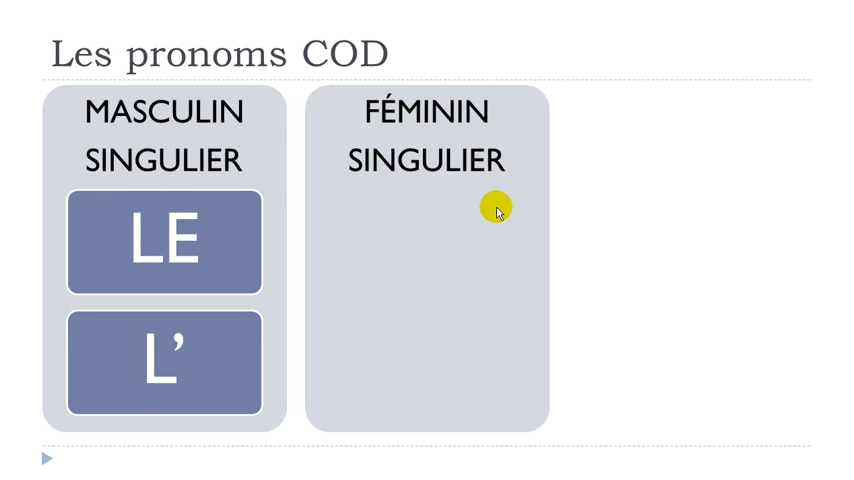 Les pronoms COD
MASCULIN
SINGULIER
LE
L’
FÉMININ
SINGULIER